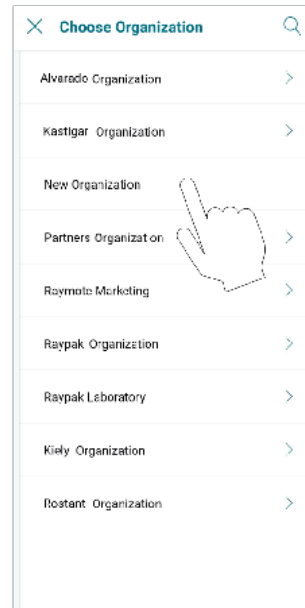 Choose Organization
Alvarado Organization
Kastigar Organization
New Organization
Partners Organization
Raymote Marketing
Raypak Organization
Raypak Laboratory
Kiely Organization
Rostant Organization